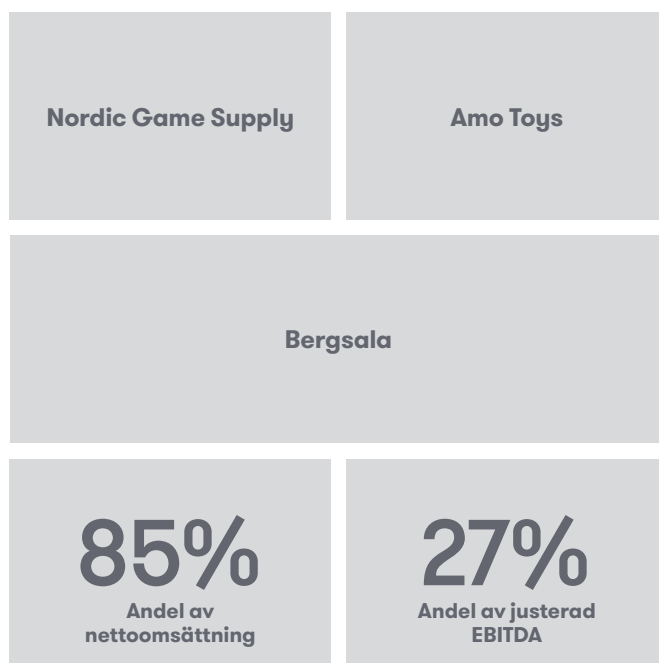 Nordic Game Supply
Amo Toys
Bergsala
85%
Andel av
nettoomsättning
27%
Andel av justerad
EBITDA